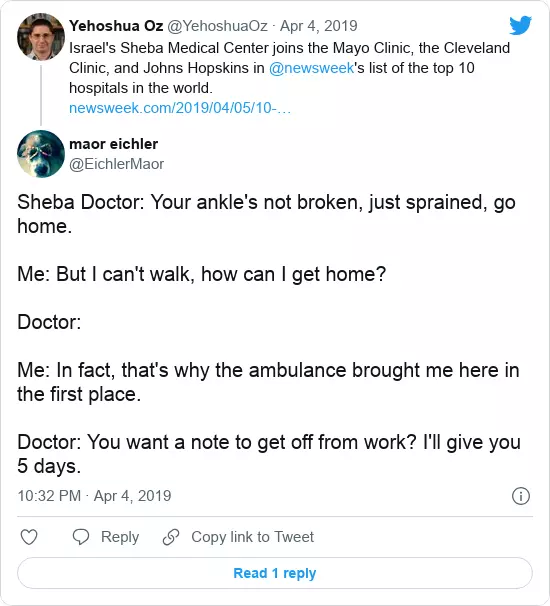 Yehoshua Oz @YehoshuaOz · Apr 4, 2019
Israel's Sheba Medical Center joins the Mayo Clinic, the Cleveland
Clinic, and Johns Hopkins in @newsweek's list of the top 10
hospitals in the world.
newsweek.com/2019/04/05/10-…
maor eichler
@EichlerMaor
Sheba Doctor: Your ankle's not broken, just sprained, go
home.
Me: But I can't walk, how can I get home?
Doctor:
Me: In fact, that's why the ambulance brought me here in
the first place.
Doctor: You want a note to get off from work? I'll give you
5 days.
10:32 PM · Apr 4, 2019
Reply
Copy link to Tweet
Read 1 reply